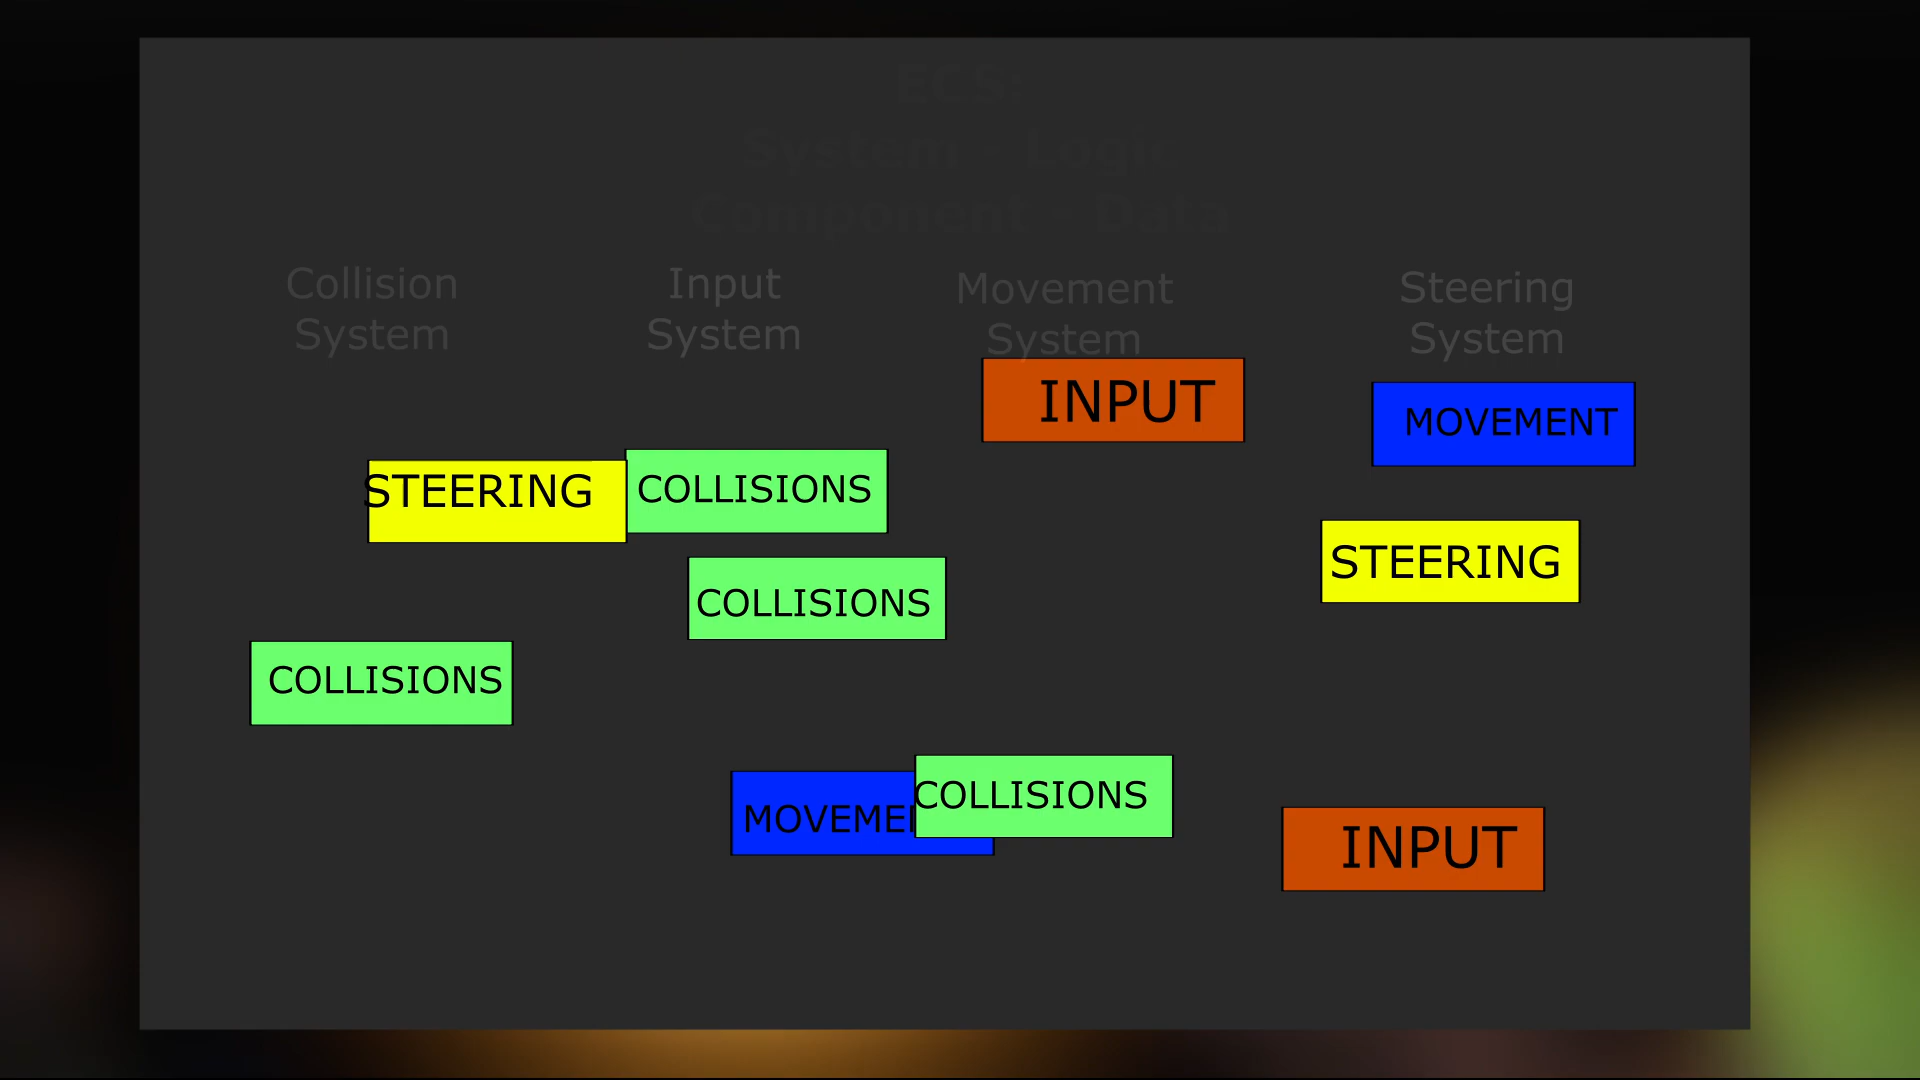 ECS:
System - Logic
Component - Data
Collision
System
Input
System
Movement
System
Steering
System
INPUT
MOVEMENT
STEERING
COLLISIONS
STEERING
COLLISIONS
COLLISIONS
MOVEME
COLLISIONS
INPUT